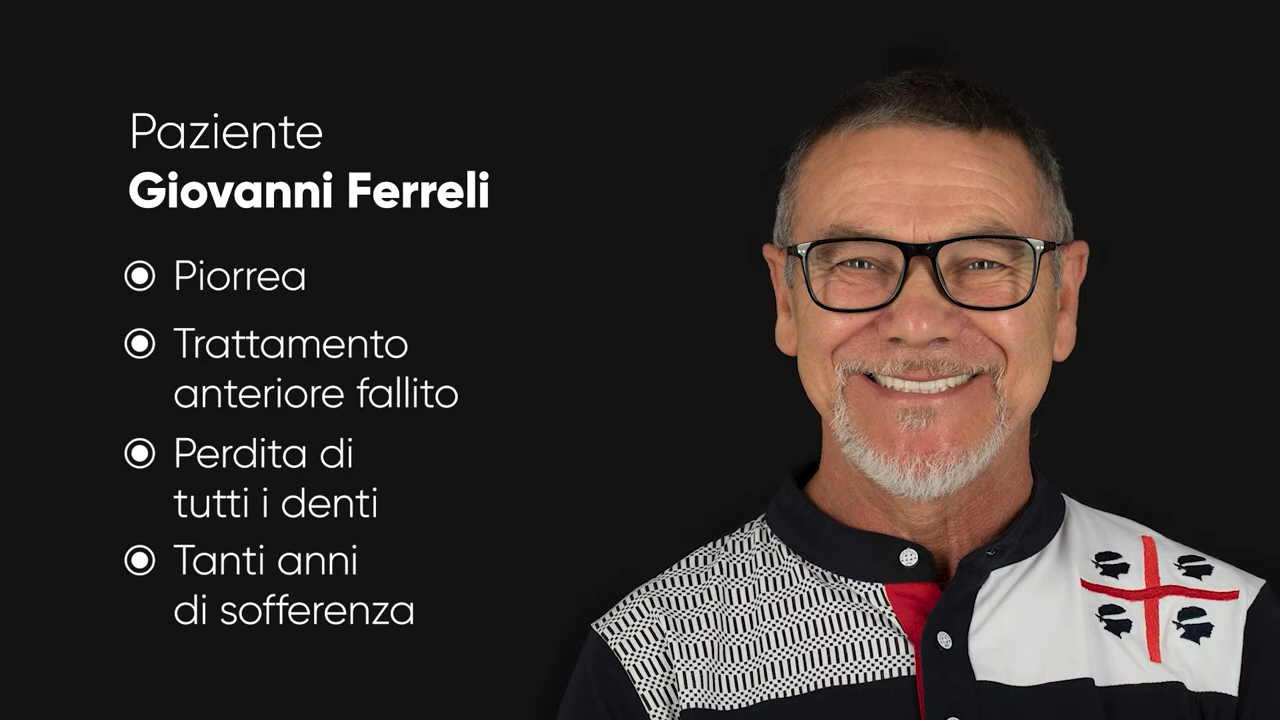 Paziente
Giovanni Ferreli
Piorrea
Trattamento
anteriore fallito
Perdita di
tutti i denti
Tanti anni
di sofferenza